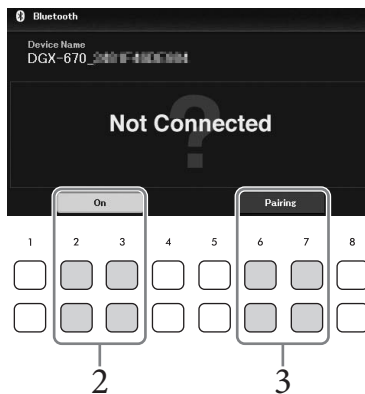 Bluetooth
Device Name
DGX-670_
Not Connected
?
On Pairing
1 2 3 4 5 6 7 8
2 3